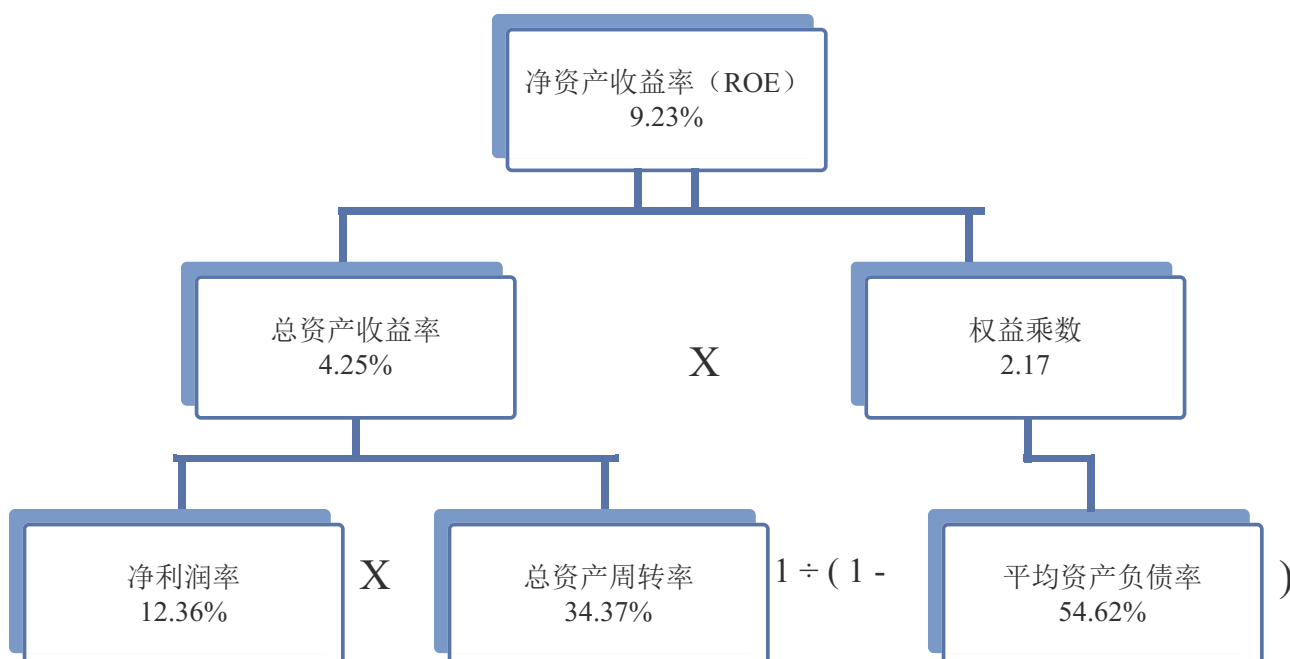 净资产收益率（ROE）
9.23%
总资产收益率
4.25%
X
权益乘数
2.17
净利润率
12.36%
X
总资产周转率
34.37%
1 ÷ ( 1 -
平均资产负债率
54.62%
)